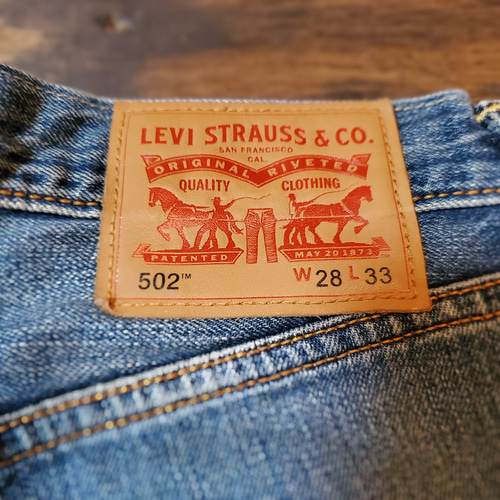 LEVI STRAUSS & CO.
SAN FRANCISCO
CAL.
ORIGINAL RIVETED
QUALITY CLOTHING
PATENTED MAY 20 1873
502™ W 28 L 33